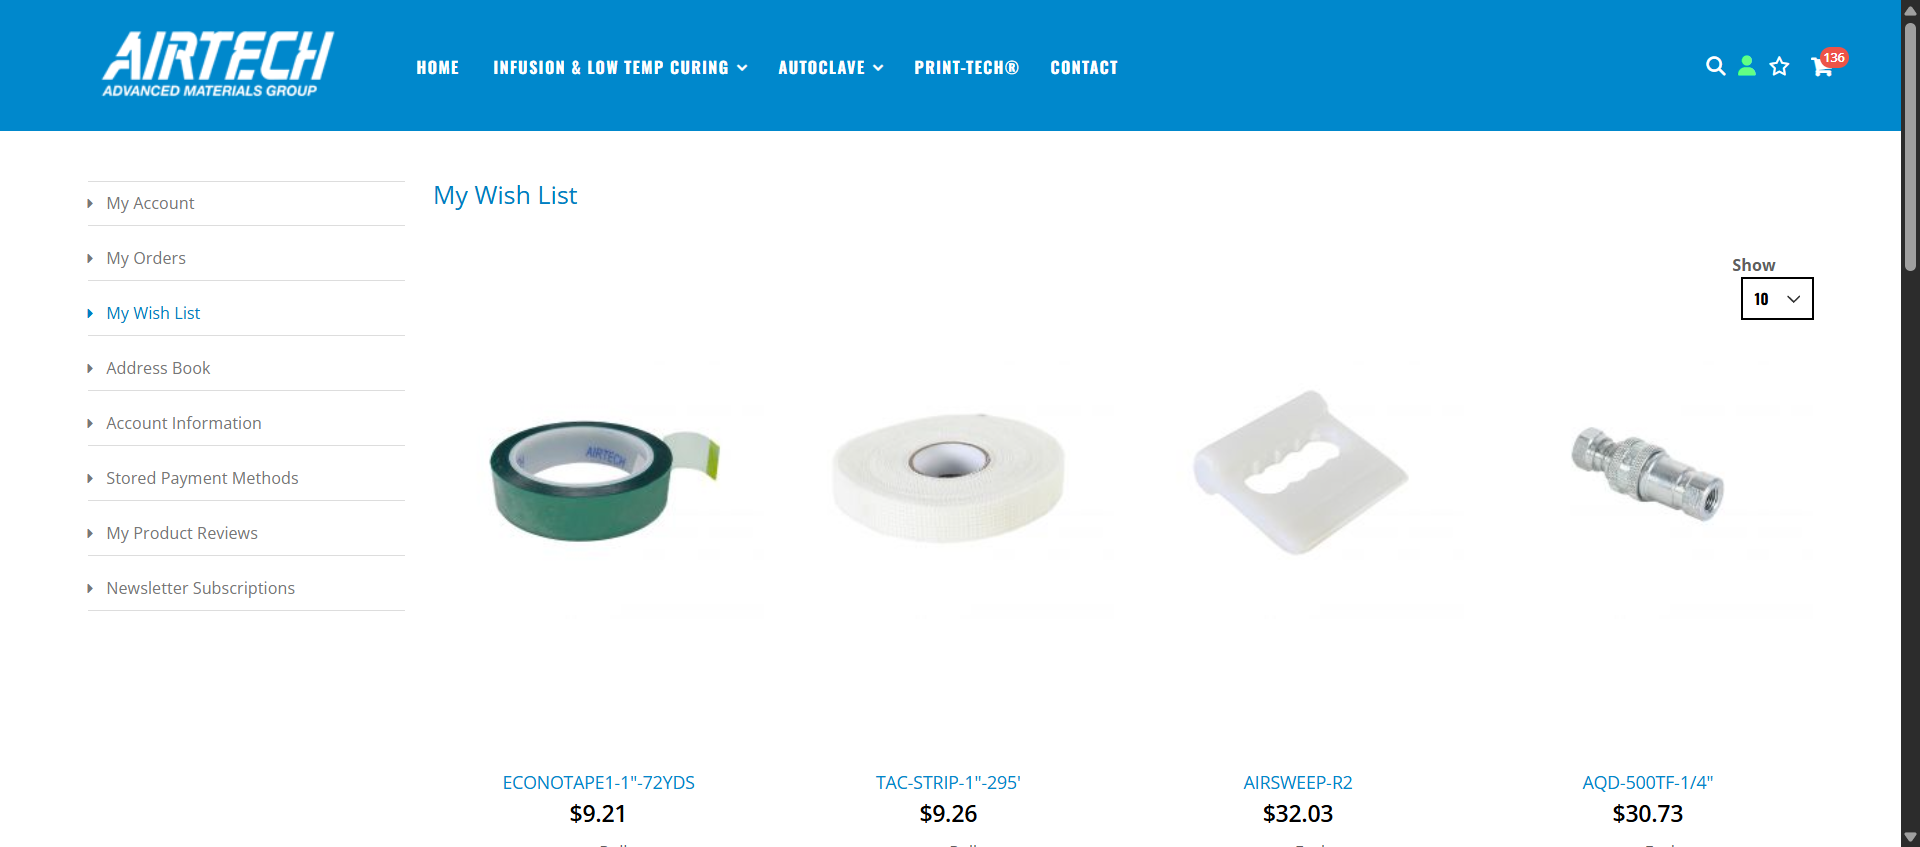 AIRTECH
ADVANCED MATERIALS GROUP
HOME
INFUSION & LOW TEMP CURING
AUTOCLAVE
PRINT-TECH®
CONTACT
136
My Account
My Orders
My Wish List
Address Book
Account Information
Stored Payment Methods
My Product Reviews
Newsletter Subscriptions
My Wish List
Show
10
AIRTECH
ECONOTAPE1-1"-72YDS
$9.21
TAC-STRIP-1"-295'
$9.26
AIRSWEEP-R2
$32.03
AQD-500TF-1/4"
$30.73